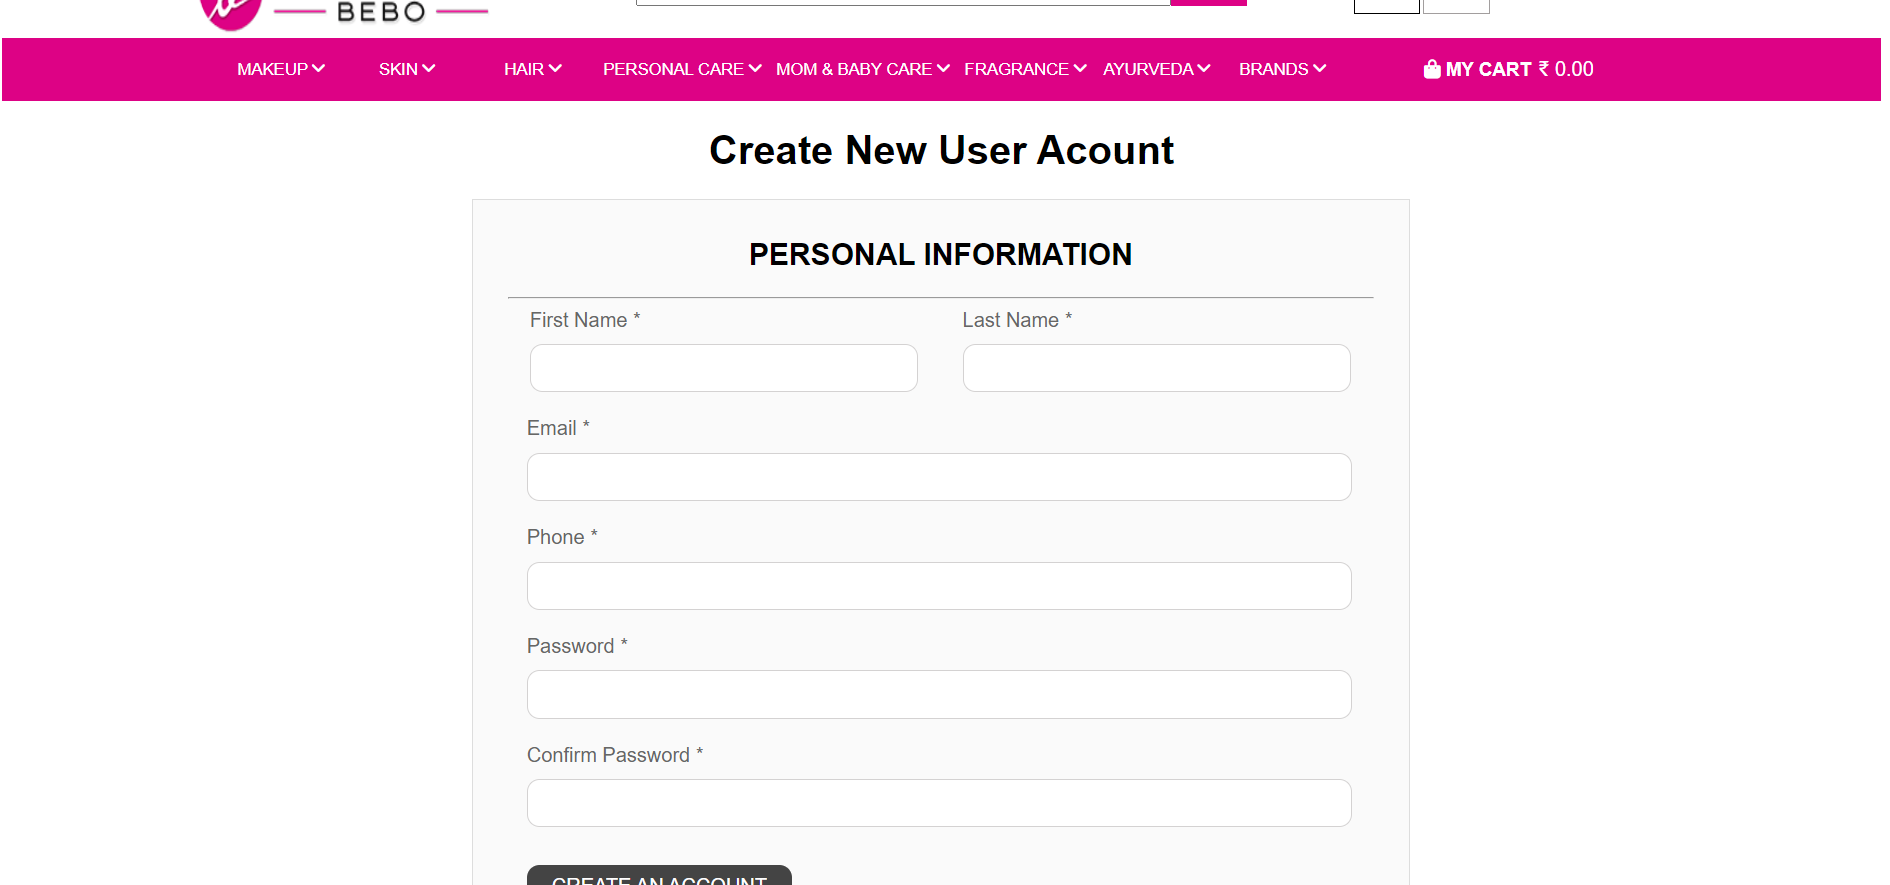 BEBO
MAKEUP SKIN HAIR PERSONAL CARE MOM & BABY CARE FRAGRANCE AYURVEDA BRANDS MY CART ₹ 0.00
Create New User Acount
PERSONAL INFORMATION
First Name * Last Name *
Email *
Phone *
Password *
Confirm Password *
CREATE AN ACCOUNT